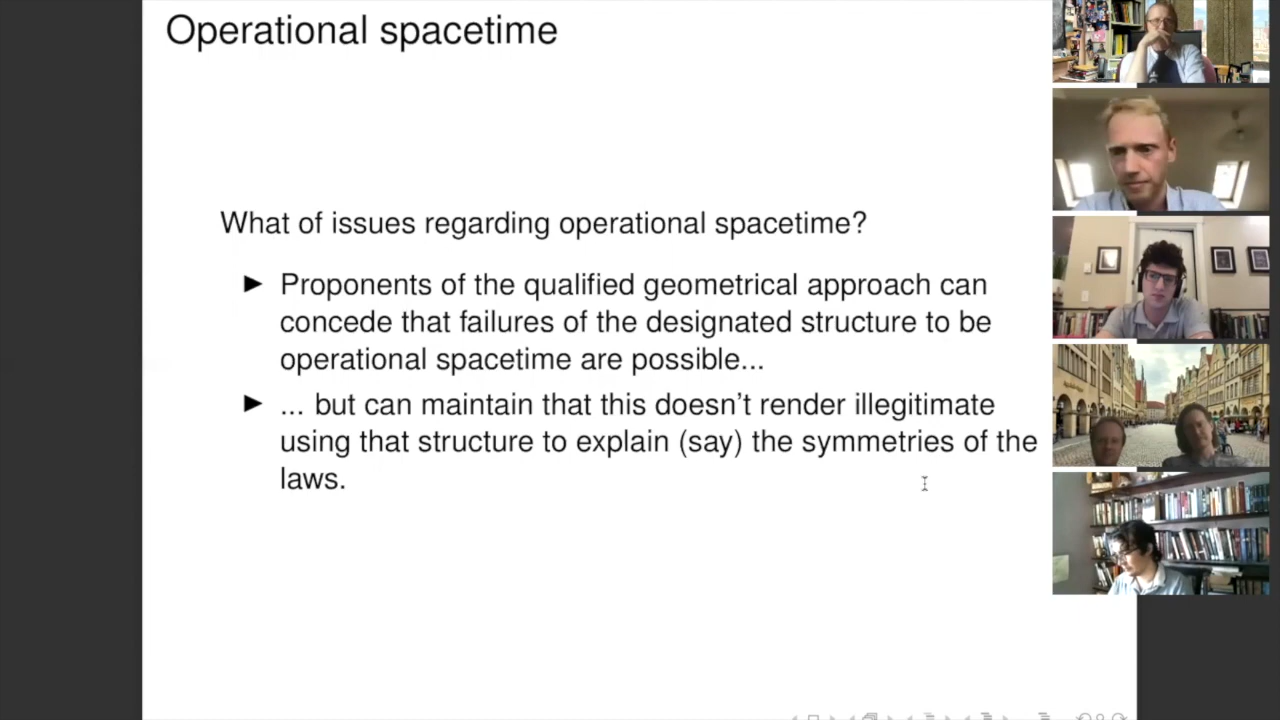 Operational spacetime
What of issues regarding operational spacetime?
► Proponents of the qualified geometrical approach can
concede that failures of the designated structure to be
operational spacetime are possible...
► ... but can maintain that this doesn't render illegitimate
using that structure to explain (say) the symmetries of the
laws.